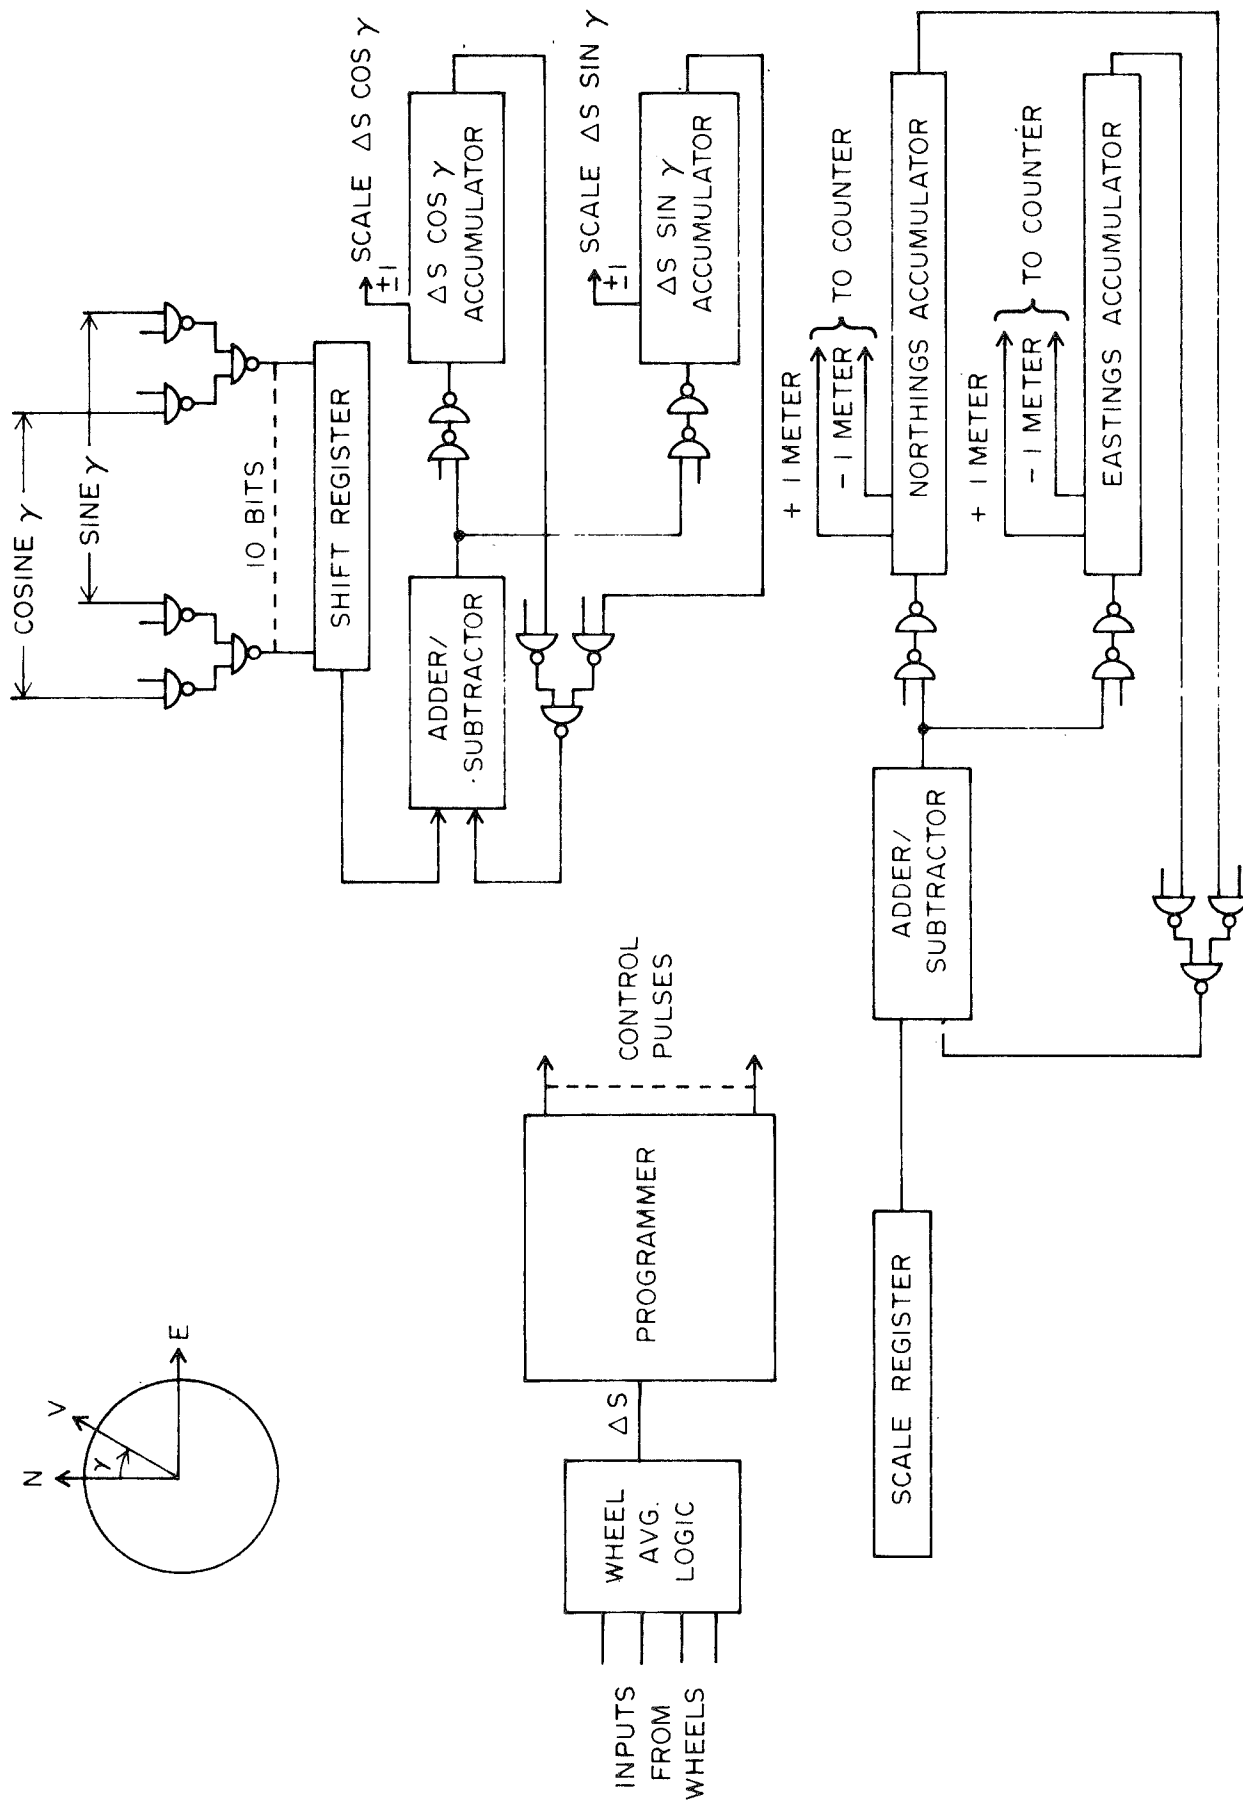 N
V
γ
E
INPUTS
FROM
WHEELS
WHEEL
AVG.
LOGIC
ΔS
PROGRAMMER
CONTROL
PULSES
COSINE γ
SINE γ
10 BITS
SHIFT REGISTER
ADDER/
SUBTRACTOR
SCALE ΔS COS γ
±1
ΔS COS γ
ACCUMULATOR
SCALE ΔS SIN γ
±1
ΔS SIN γ
ACCUMULATOR
SCALE REGISTER
ADDER/
SUBTRACTOR
+ 1 METER
- 1 METER
TO COUNTER
NORTHINGS ACCUMULATOR
+ 1 METER
- 1 METER
TO COUNTER
EASTINGS ACCUMULATOR